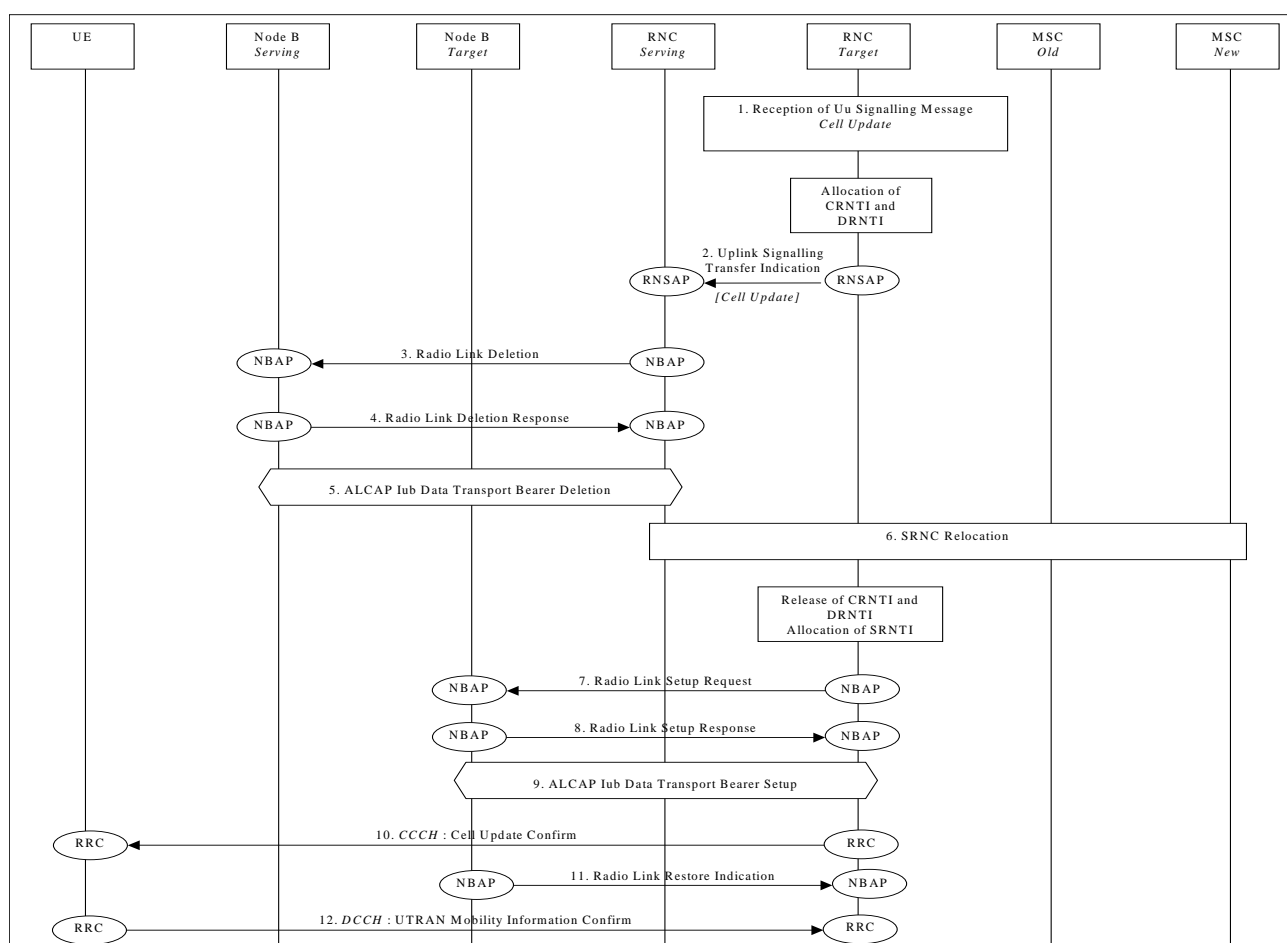 UE
Node B
Serving
Node B
Target
RNC
Serving
RNC
Target
MSC
Old
MSC
New
1. Reception of Uu Signalling Message
Cell Update
Allocation of
CRNTI and
DRNTI
2. Uplink Signalling
Transfer Indication
RNSAP
RNSAP
[Cell Update]
3. Radio Link Deletion
NBAP
NBAP
4. Radio Link Deletion Response
NBAP
NBAP
5. ALCAP Iub Data Transport Bearer Deletion
6. SRNC Relocation
Release of CRNTI and
DRNTI
Allocation of SRNTI
7. Radio Link Setup Request
NBAP
NBAP
8. Radio Link Setup Response
NBAP
NBAP
9. ALCAP Iub Data Transport Bearer Setup
10. CCCH : Cell Update Confirm
RRC
RRC
11. Radio Link Restore Indication
NBAP
NBAP
12. DCCH : UTRAN Mobility Information Confirm
RRC
RRC